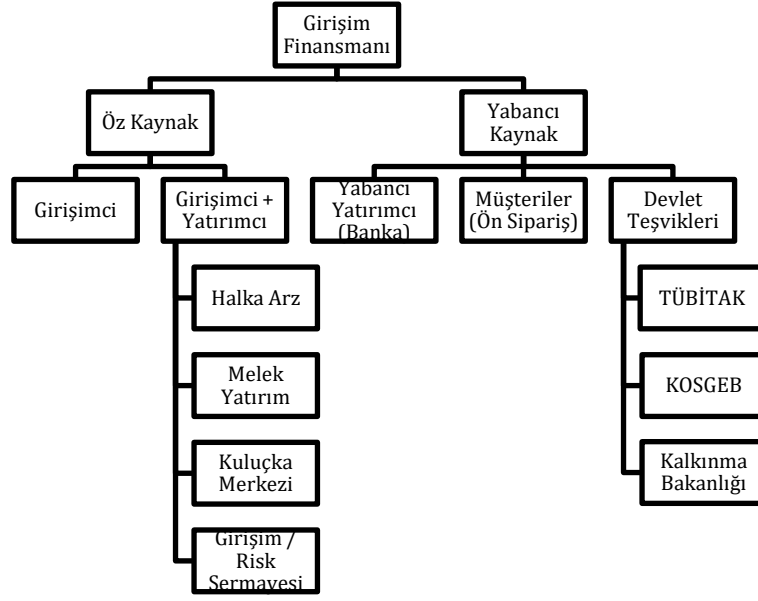 Girişim
Finansmanı
Öz Kaynak
Yabancı
Kaynak
Girişimci
Girişimci +
Yatırımcı
Yabancı
Yatırımcı
(Banka)
Müşteriler
(Ön Sipariş)
Devlet
Teşvikleri
Halka Arz
Melek
Yatırım
Kuluçka
Merkezi
Girişim /
Risk
Sermayesi
TÜBİTAK
KOSGEB
Kalkınma
Bakanlığı